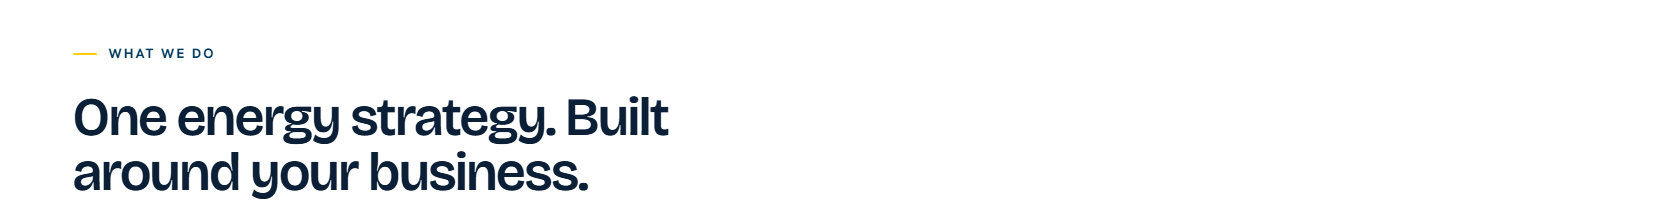 WHAT WE DO
One energy strategy. Built
around your business.